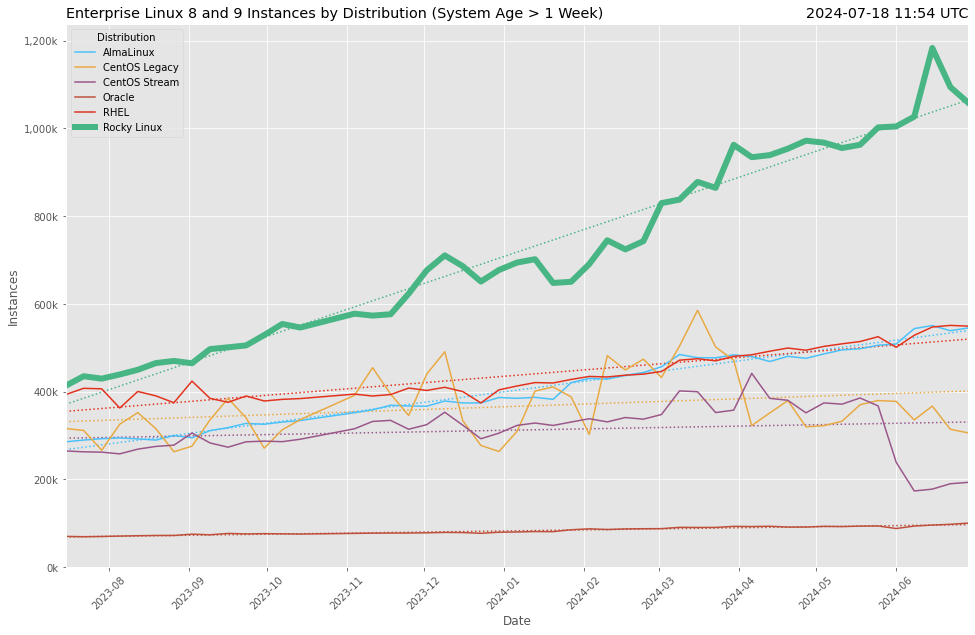 Enterprise Linux 8 and 9 Instances by Distribution (System Age > 1 Week)
2024-07-18 11:54 UTC
Distribution
AlmaLinux
CentOS Legacy
CentOS Stream
Oracle
RHEL
Rocky Linux
1,200k
1,000k
800k
600k
400k
200k
0k
Instances
2023-08
2023-09
2023-10
2023-11
2023-12
2024-01
2024-02
2024-03
2024-04
2024-05
2024-06
Date